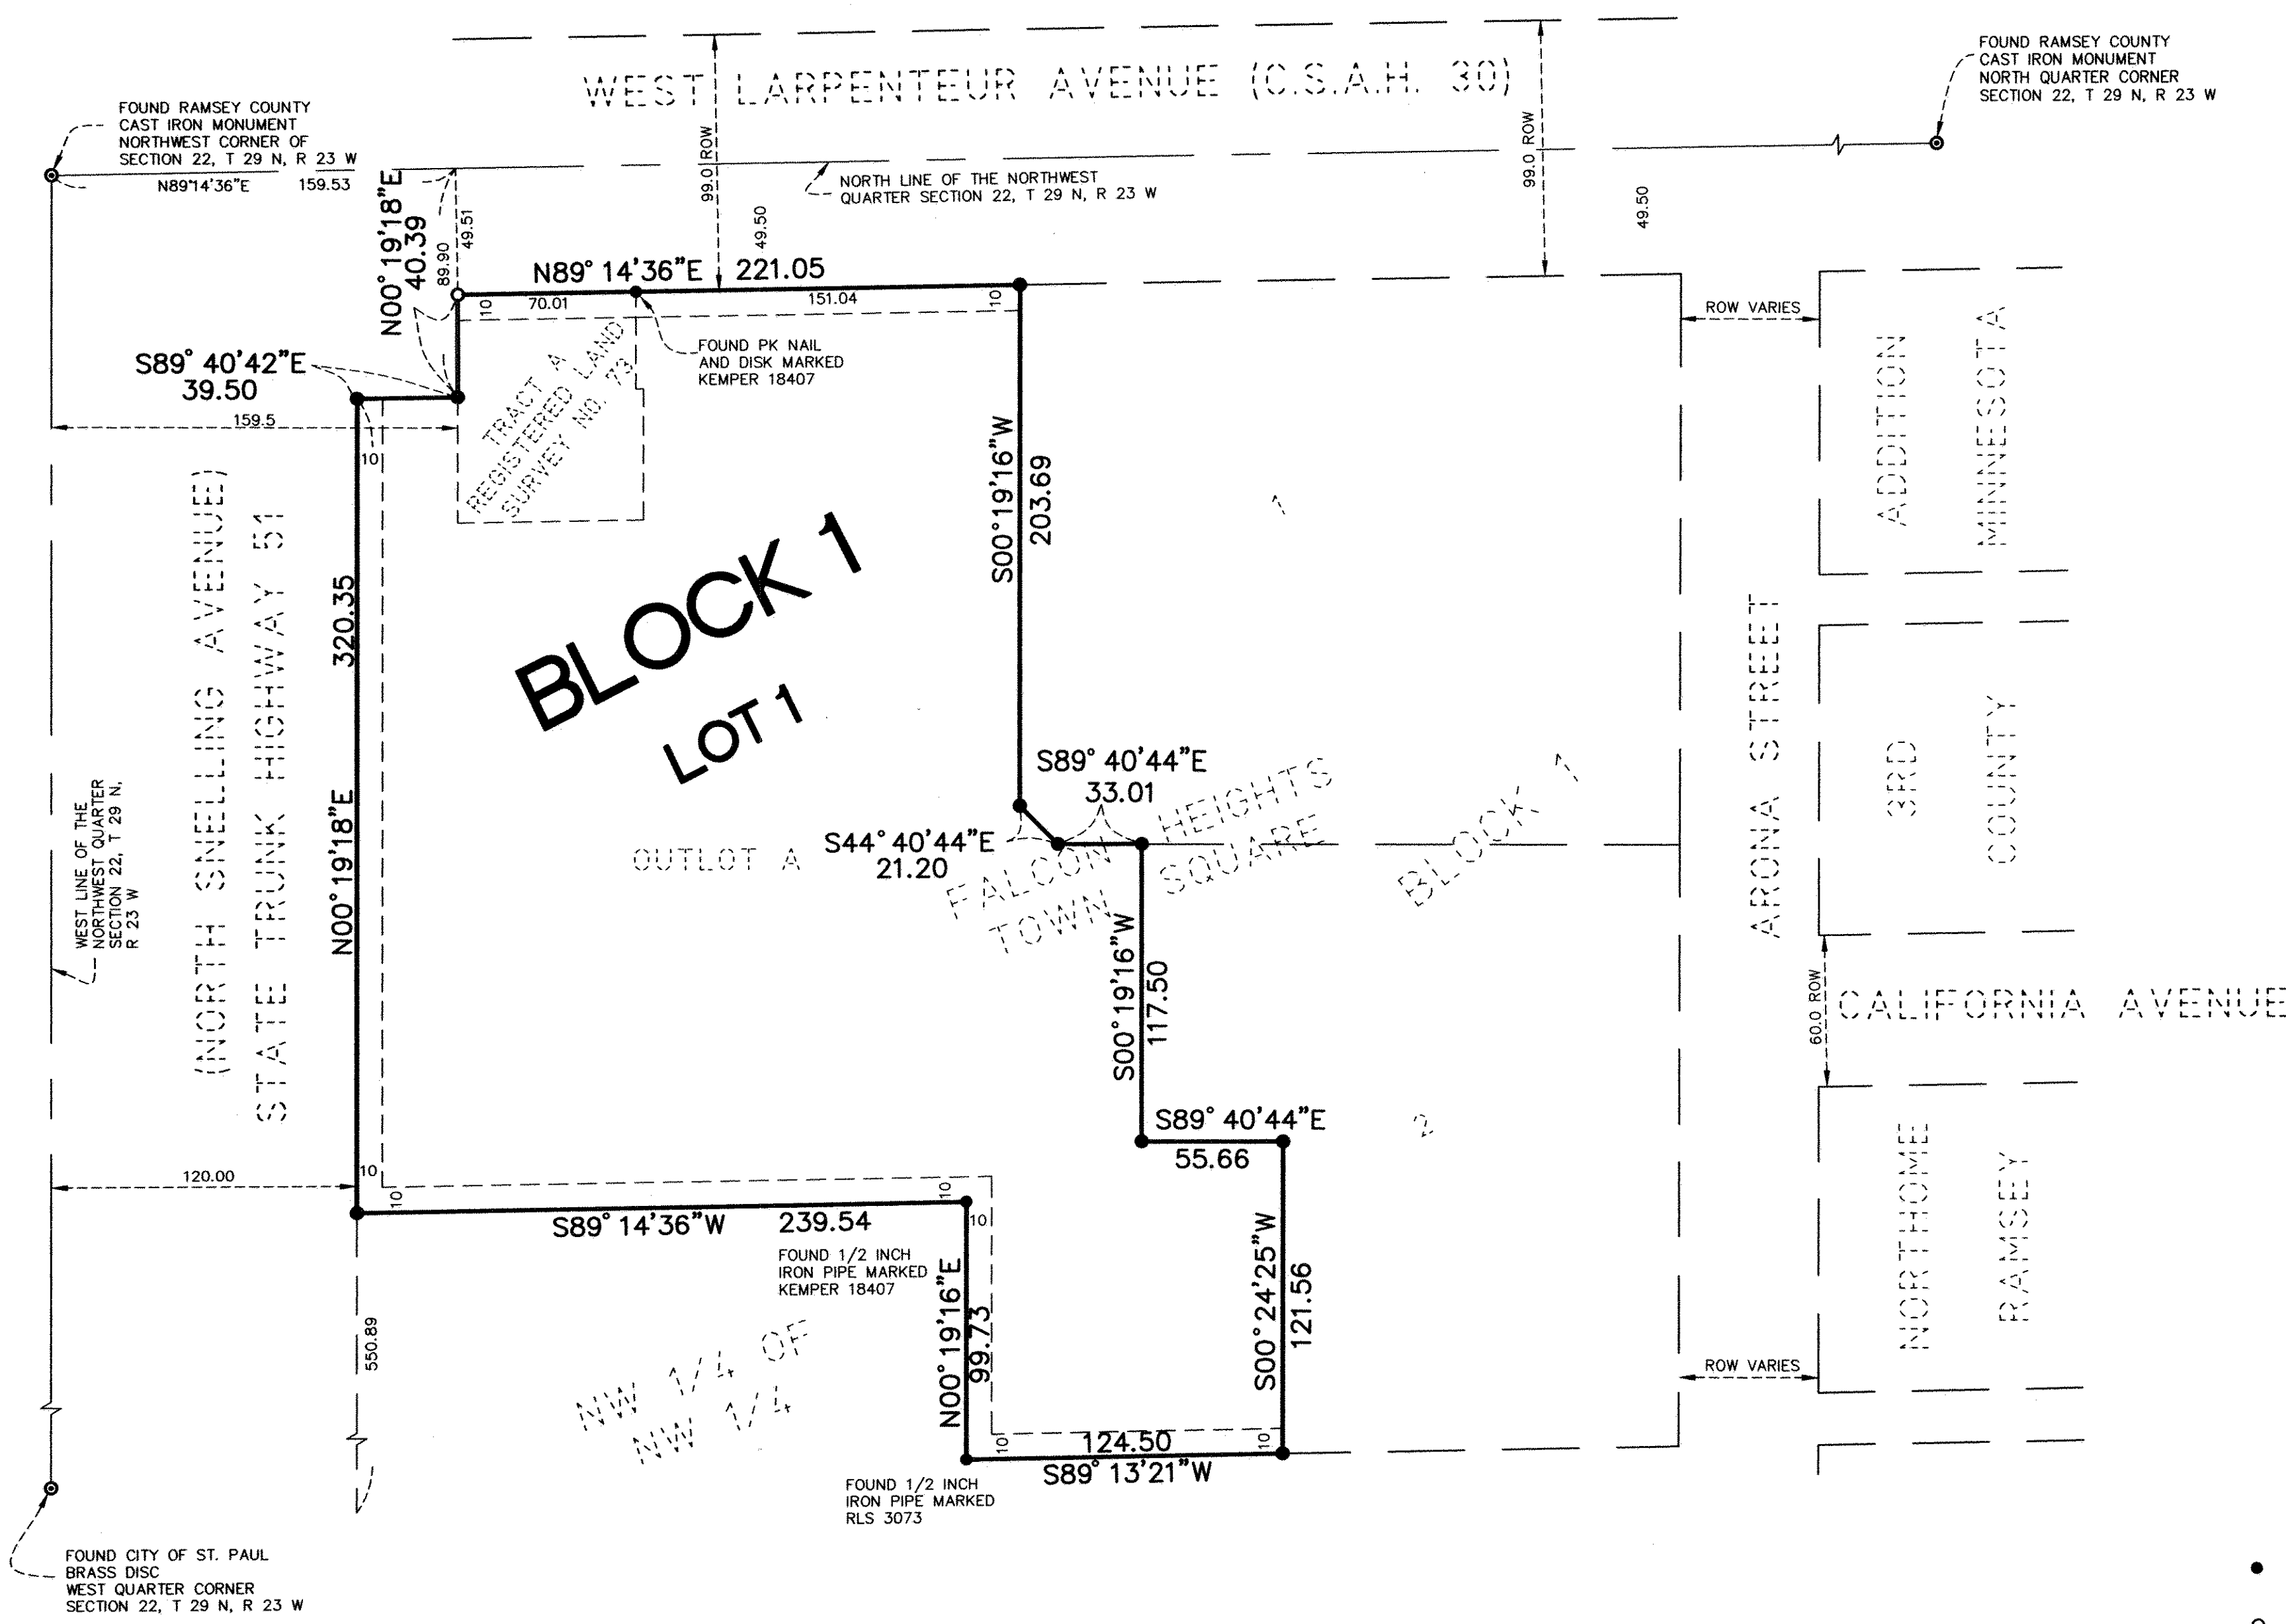 WEST LARPENTEUR AVENUE (C.S.A.H. 30)
FOUND RAMSEY COUNTY
CAST IRON MONUMENT
NORTH QUARTER CORNER
SECTION 22, T 29 N, R 23 W
FOUND RAMSEY COUNTY
CAST IRON MONUMENT
NORTHWEST CORNER OF
SECTION 22, T 29 N, R 23 W
N89°14'36"E 159.53
99.0 ROW
99.0 ROW
NORTH LINE OF THE NORTHWEST
QUARTER SECTION 22, T 29 N, R 23 W
N00°19'18"E
40.39
89.90
49.51
49.50
49.50
N89°14'36"E 221.05
10
70.01
151.04
10
ROW VARIES
FOUND PK NAIL
AND DISK MARKED
KEMPER 18407
S89°40'42"E
39.50
159.5
10
TRACT A
REGISTERED LAND
SURVEY NO. 73
S00°19'16"W
203.69
1
ADDITION
MINNESOTA
BLOCK 1
LOT 1
(NORTH SNELLING AVENUE)
STATE TRUNK HIGHWAY 51
N00°19'18"E
320.35
WEST LINE OF THE
NORTHWEST QUARTER
SECTION 22, T 29 N,
R 23 W
S89°40'44"E
33.01
S44°40'44"E
21.20
OUTLOT A
FALCON HEIGHTS
TOWN SQUARE
BLOCK 1
ARONA STREET
3RD
COUNTY
S00°19'16"W
117.50
60.0 ROW
CALIFORNIA AVENUE
S89°40'44"E
55.66
2
120.00
10
10
10
10
S89°14'36"W 239.54
FOUND 1/2 INCH
IRON PIPE MARKED
KEMPER 18407
N00°19'16"E
99.73
S00°24'25"W
121.56
NORTHOME
RAMSEY
550.89
NW 1/4 OF
NW 1/4
ROW VARIES
10
10
124.50
S89°13'21"W
FOUND 1/2 INCH
IRON PIPE MARKED
RLS 3073
FOUND CITY OF ST. PAUL
BRASS DISC
WEST QUARTER CORNER
SECTION 22, T 29 N, R 23 W